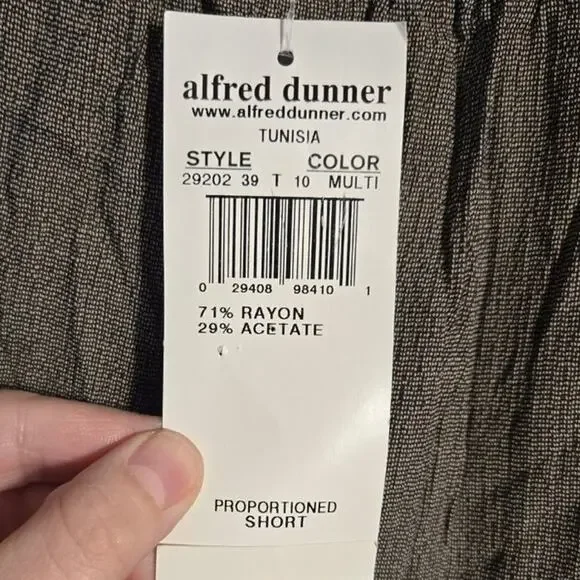 alfred dunner
www.alfreddunner.com
TUNISIA
STYLE COLOR
29202 39 T 10 MULTI
0 29408 98410 1
71% RAYON
29% ACETATE
PROPORTIONED
SHORT